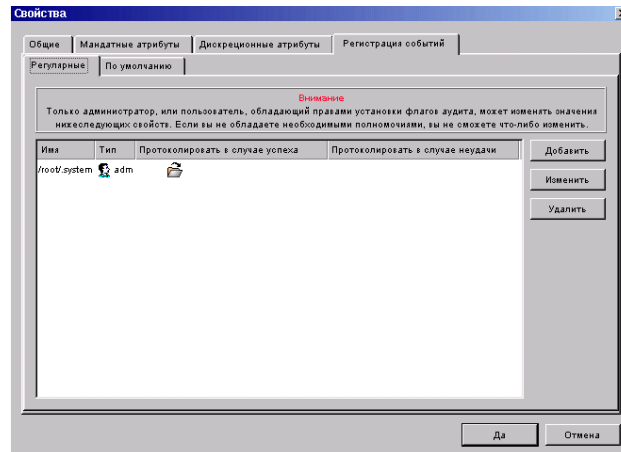 Свойства
Общие Мандатные атрибуты Дискреционные атрибуты Регистрация событий
Регулярные По умолчанию
Внимание
Только администратор, или пользователь, обладающий правами установки флагов аудита, может изменять значения
нижеследующих свойств. Если вы не обладаете необходимыми полномочиями, вы не сможете что-либо изменить.
Имя Тип Протоколировать в случае успеха Протоколировать в случае неудачи
/root/.system adm
Добавить
Изменить
Удалить
Да Отмена